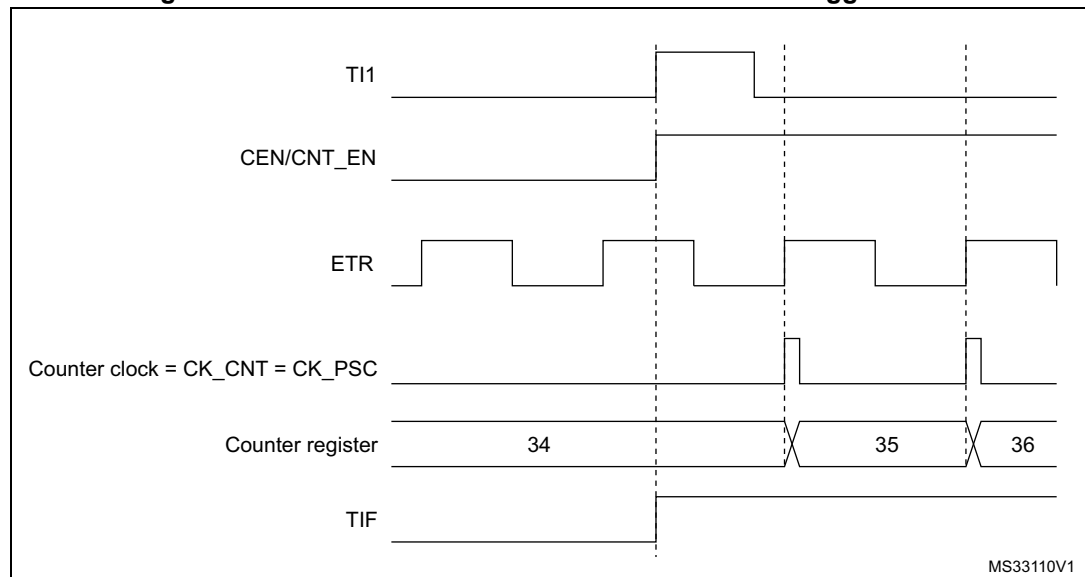 TI1
CEN/CNT_EN
ETR
Counter clock = CK_CNT = CK_PSC
Counter register
34
35
36
TIF
MS33110V1